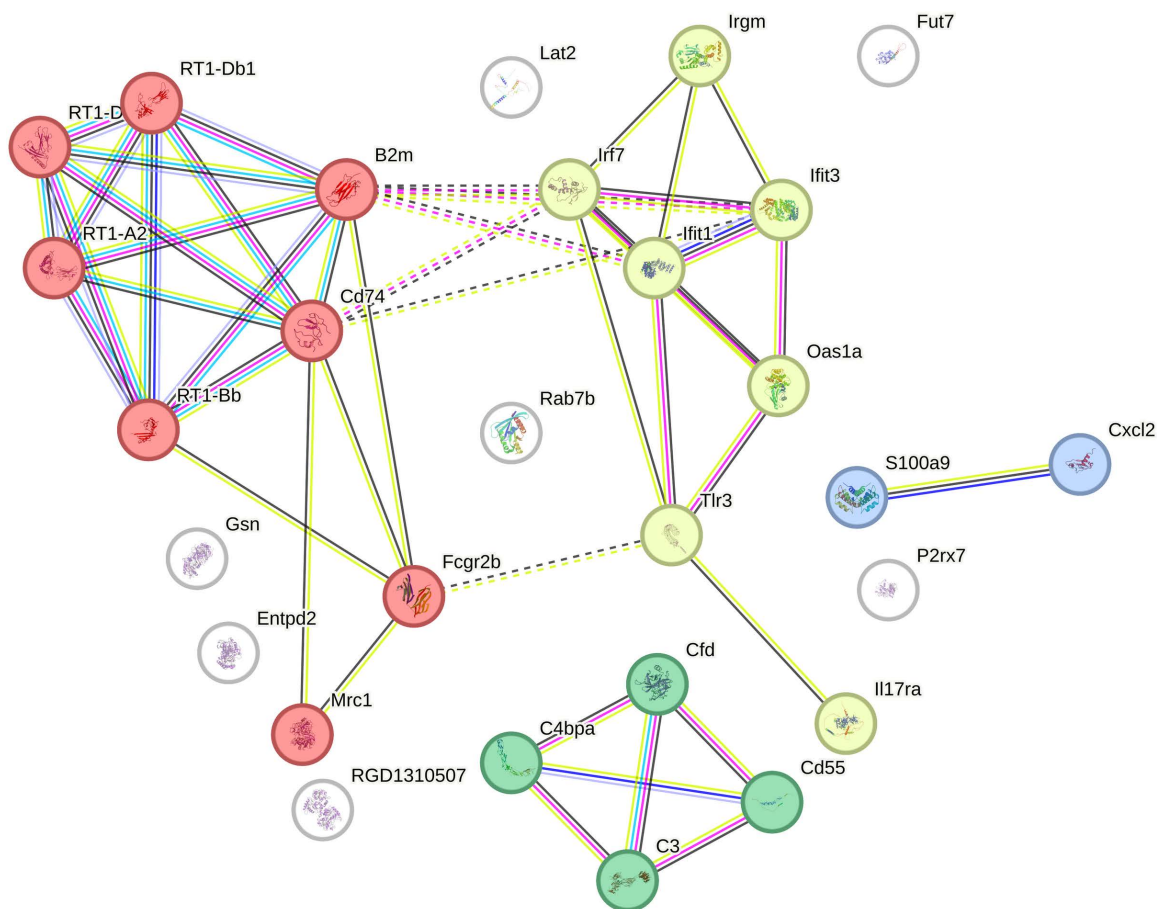 Irgm
Fut7
Lat2
RT1-Db1
RT1-D
B2m
Irf7
Ifit3
RT1-A2
Ifit1
Cd74
Oas1a
RT1-Bb
Rab7b
Cxcl2
S100a9
Tlr3
Gsn
Fcgr2b
P2rx7
Entpd2
Cfd
Mrc1
Il17ra
C4bpa
Cd55
RGD1310507
C3